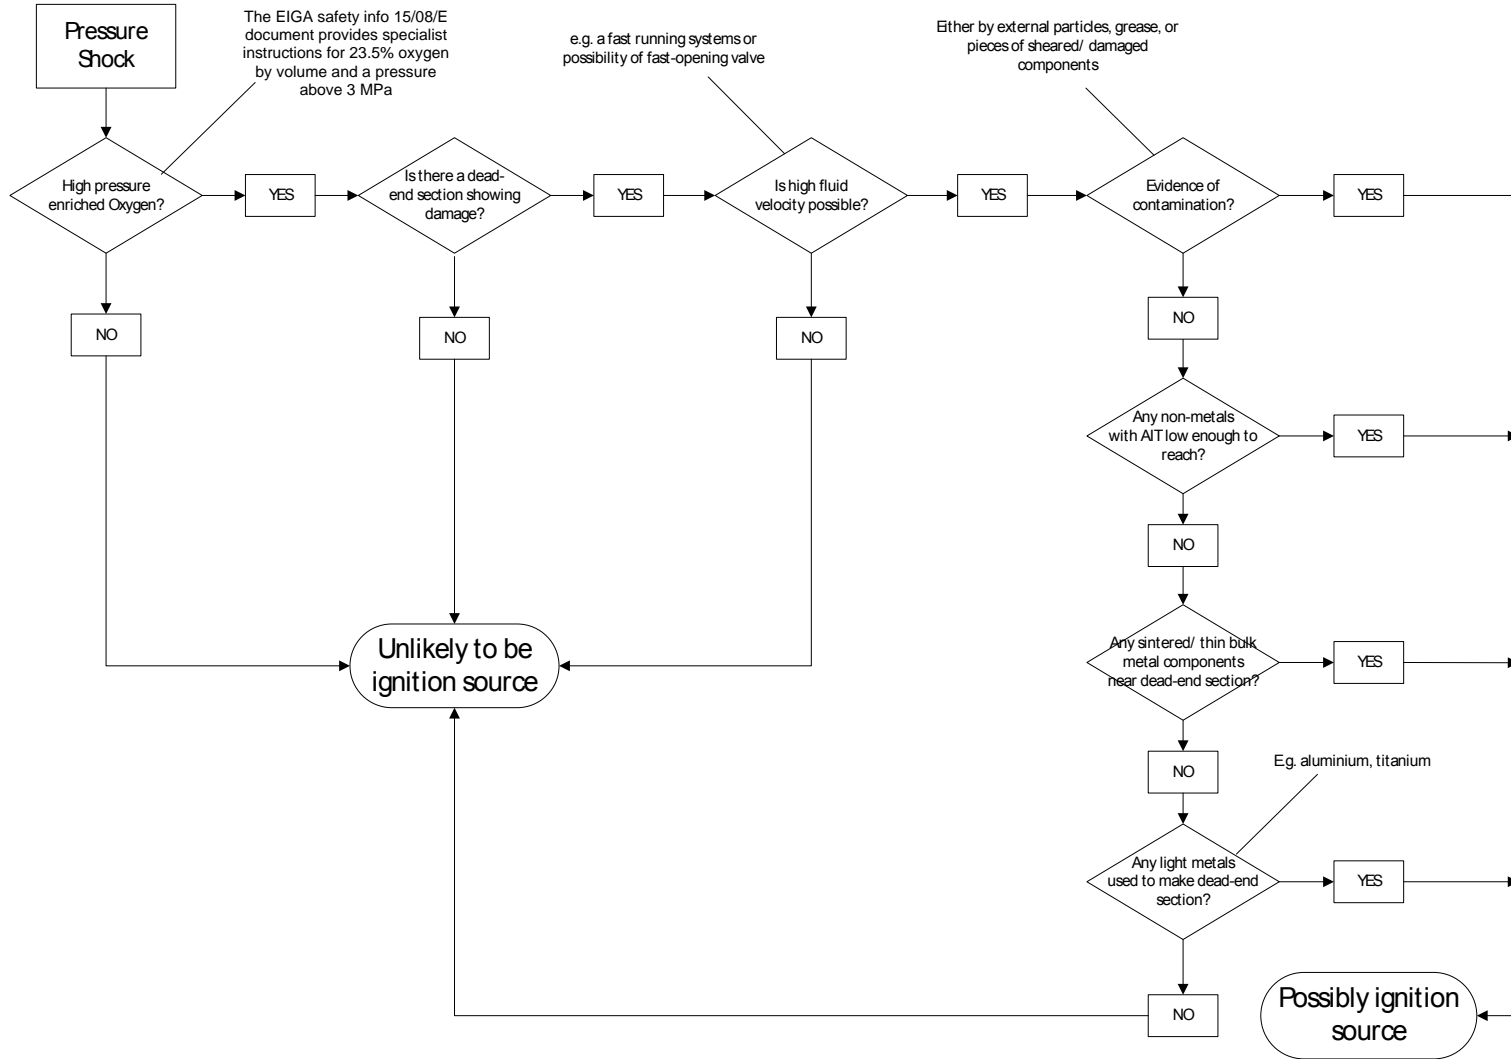 Pressure
Shock
The EIGA safety info 15/08/E
document provides specialist
instructions for 23.5% oxygen
by volume and a pressure
above 3 MPa
e.g. a fast running systems or
possibility of fast-opening valve
Either by external particles, grease, or
pieces of sheared/ damaged
components
High pressure
enriched Oxygen?
YES
Is there a dead-
end section showing
damage?
YES
Is high fluid
velocity possible?
YES
Evidence of
contamination?
YES
NO
NO
NO
NO
Any non-metals
with AIT low enough to
reach?
YES
NO
Unlikely to be
ignition source
Any sintered/ thin bulk
metal components
near dead-end section?
YES
NO
E.g. aluminium, titanium
Any light metals
used to make dead-end
section?
YES
NO
Possibly ignition
source